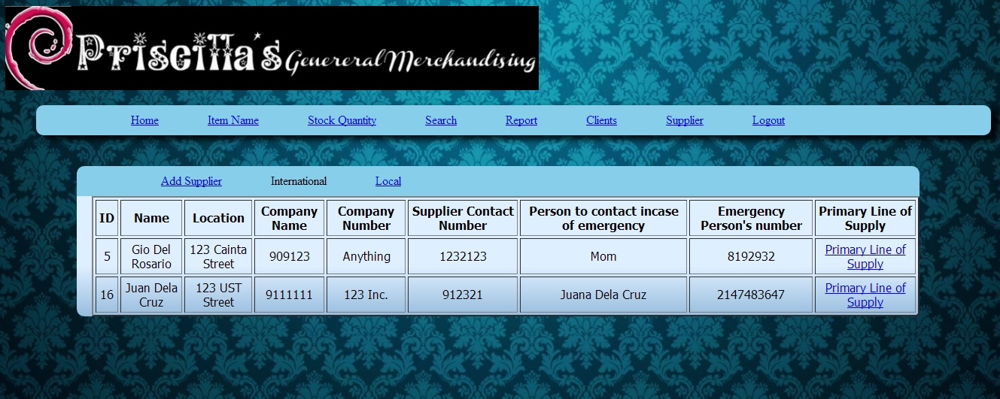 Priscilla's Genereral Merchandising
Home Item Name Stock Quantity Search Report Clients Supplier Logout
Add Supplier International Local
ID Name Location Company Name Company Number Supplier Contact Number Person to contact incase of emergency Emergency Person's number Primary Line of Supply
5 Gio Del Rosario 123 Cainta Street 909123 Anything 1232123 Mom 8192932 Primary Line of Supply
16 Juan Dela Cruz 123 UST Street 9111111 123 Inc. 912321 Juana Dela Cruz 2147483647 Primary Line of Supply